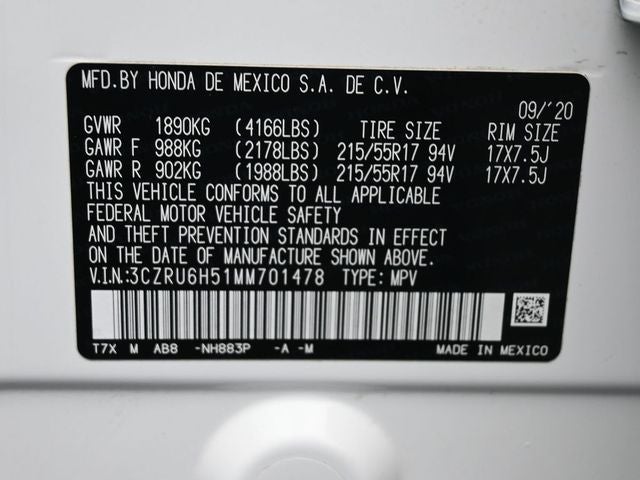 MFD.BY HONDA DE MEXICO S.A. DE C.V.
09/'20
GVWR 1890KG (4166LBS) TIRE SIZE RIM SIZE
GAWR F 988KG (2178LBS) 215/55R17 94V 17X7.5J
GAWR R 902KG (1988LBS) 215/55R17 94V 17X7.5J
THIS VEHICLE CONFORMS TO ALL APPLICABLE
FEDERAL MOTOR VEHICLE SAFETY
AND THEFT PREVENTION STANDARDS IN EFFECT
ON THE DATE OF MANUFACTURE SHOWN ABOVE.
V.I.N:3CZRU6H51MM701478 TYPE: MPV
T7X M AB8 -NH883P -A -M MADE IN MEXICO